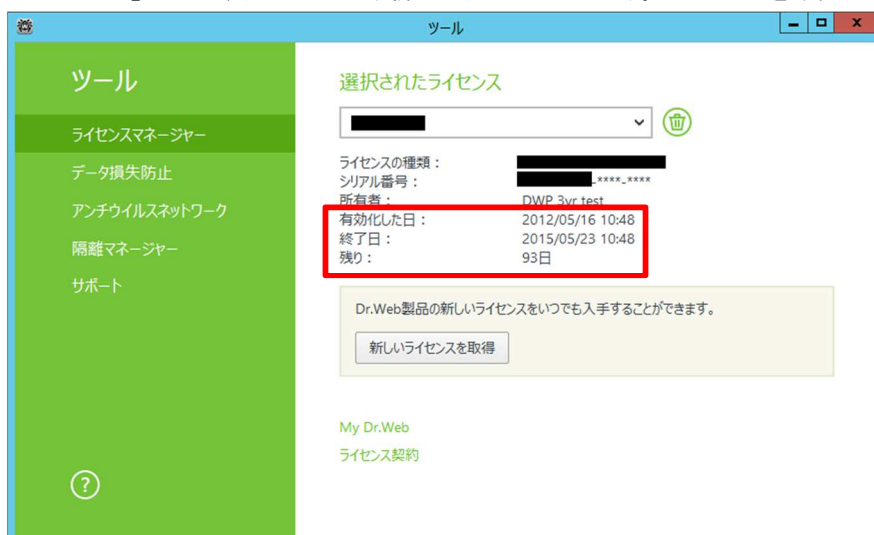 ツール
ツール
ライセンスマネージャー
データ損失防止
アンチウイルスネットワーク
隔離マネージャー
サポート
選択されたライセンス
ライセンスの種類：
シリアル番号： -****-****
所有者： DWP 3yr test
有効化した日： 2012/05/16 10:48
終了日： 2015/05/23 10:48
残り： 93日
Dr.Web製品の新しいライセンスをいつでも入手することができます。
新しいライセンスを取得
My Dr.Web
ライセンス契約
?